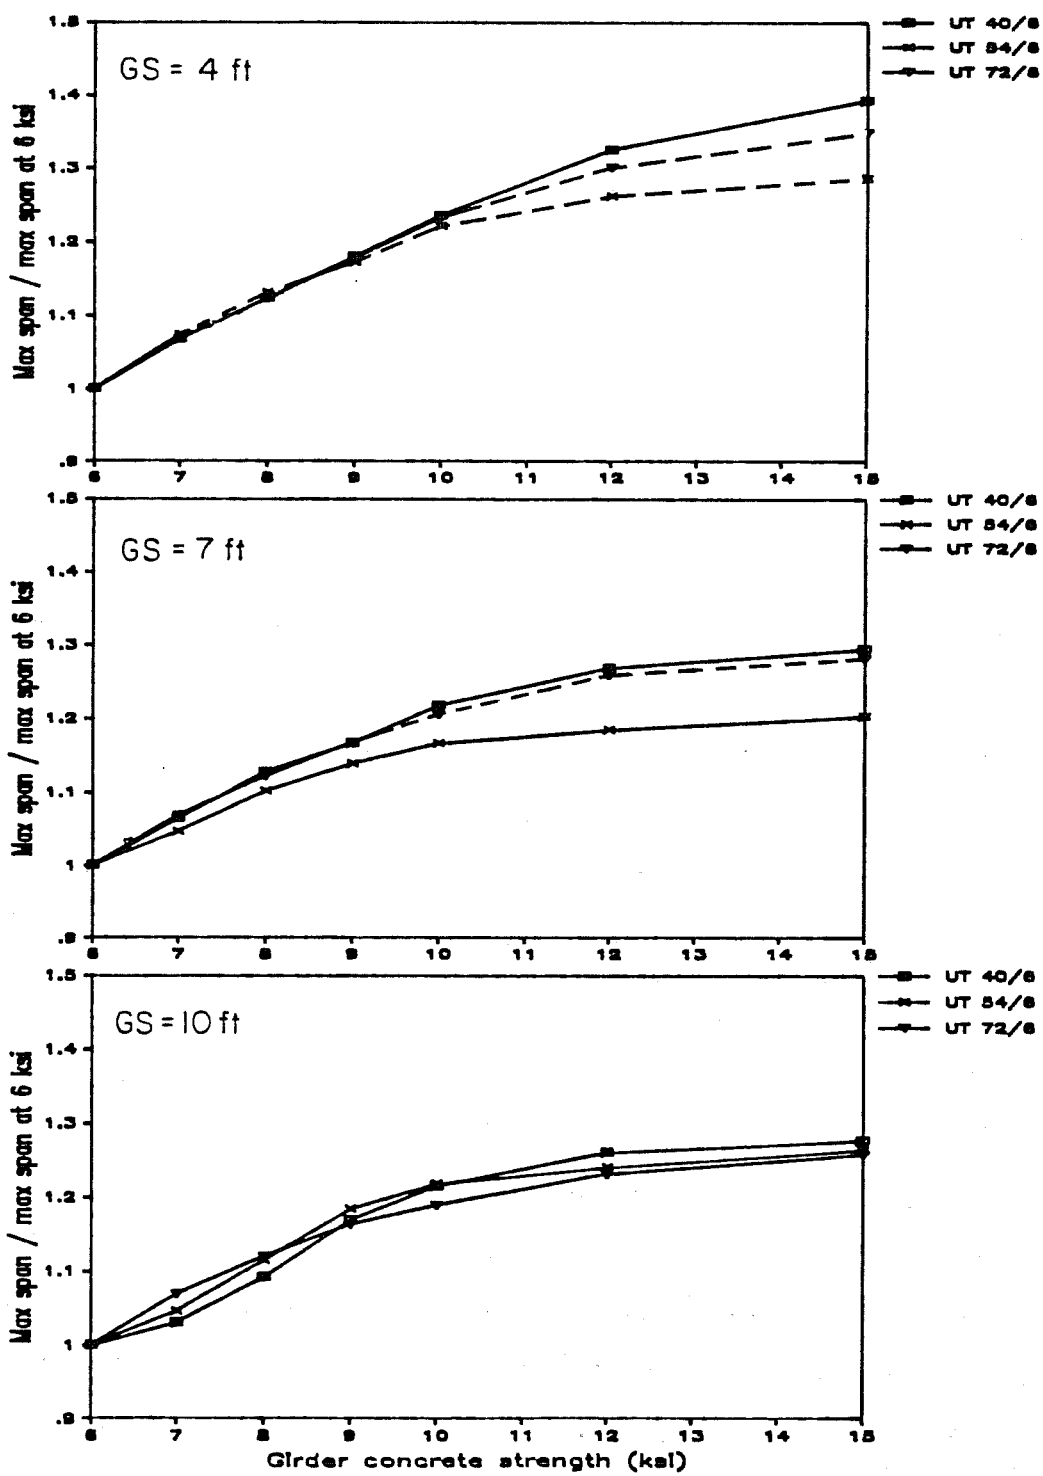 1.5
1.4
1.3
1.2
1.1
1
.9
Max span / max span at 6 ksi
GS = 4 ft
UT 40/6
UT 54/6
UT 72/6
6 7 8 9 10 11 12 13 14 15
1.5
1.4
1.3
1.2
1.1
1
.9
Max span / max span at 6 ksi
GS = 7 ft
UT 40/6
UT 54/6
UT 72/6
6 7 8 9 10 11 12 13 14 15
1.5
1.4
1.3
1.2
1.1
1
.9
Max span / max span at 6 ksi
GS = 10 ft
UT 40/6
UT 54/6
UT 72/6
6 7 8 9 10 11 12 13 14 15
Girder concrete strength (ksi)